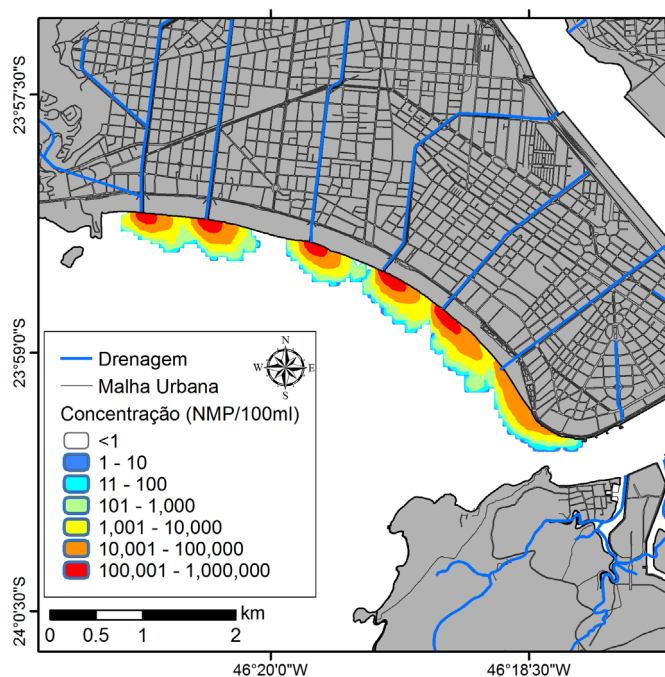 23°57'30"S
23°59'0"S
24°0'30"S
N
W E
S
Drenagem
Malha Urbana
Concentração (NMP/100ml)
<1
1 - 10
11 - 100
101 - 1,000
1,001 - 10,000
10,001 - 100,000
100,001 - 1,000,000
km
0 0.5 1 2
46°20'0"W 46°18'30"W